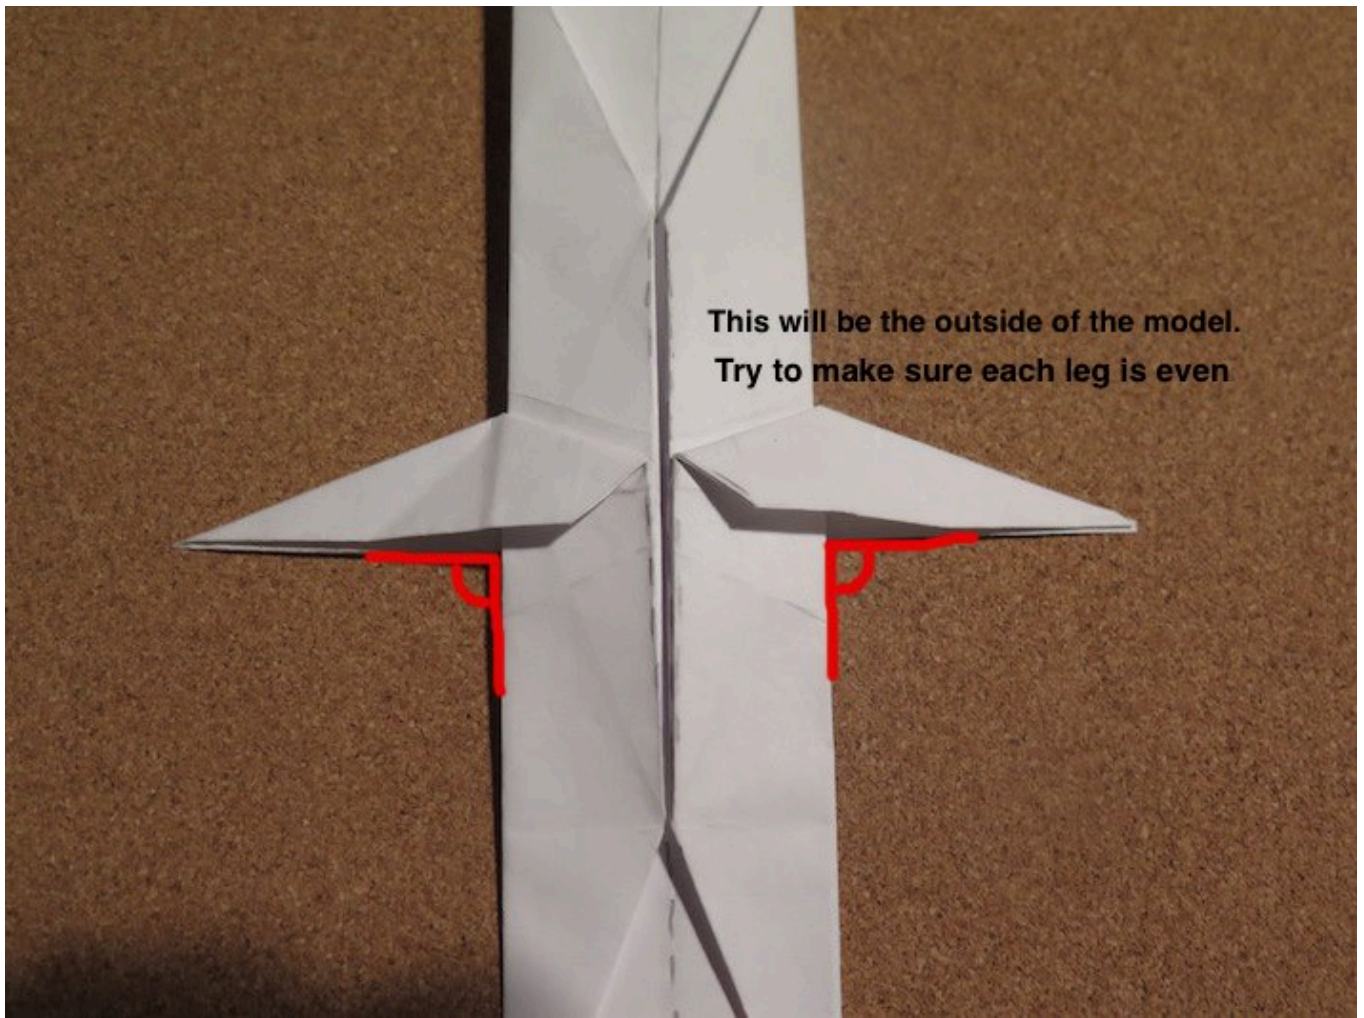 This will be the outside of the model.
Try to make sure each leg is even